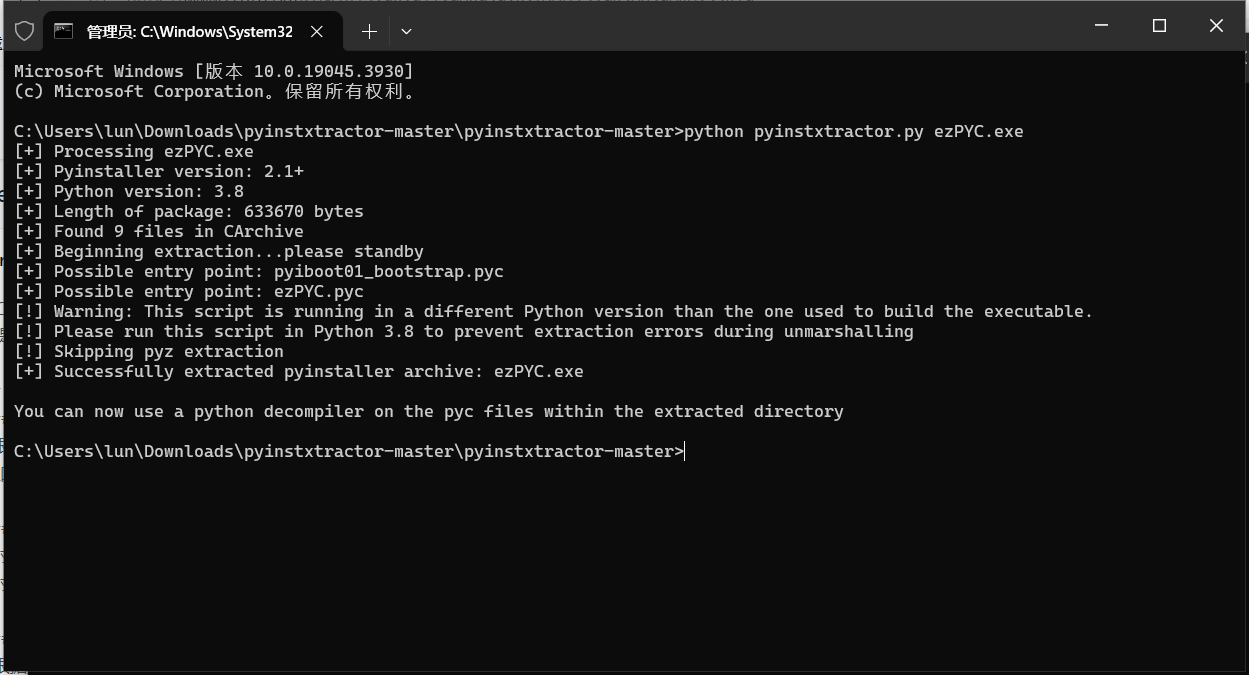 管理员: C:\Windows\System32
Microsoft Windows [版本 10.0.19045.3930]
(c) Microsoft Corporation。保留所有权利。
C:\Users\lun\Downloads\pyinstxtractor-master\pyinstxtractor-master>python pyinstxtractor.py ezPYC.exe
[+] Processing ezPYC.exe
[+] Pyinstaller version: 2.1+
[+] Python version: 3.8
[+] Length of package: 633670 bytes
[+] Found 9 files in CArchive
[+] Beginning extraction...please standby
[+] Possible entry point: pyiboot01_bootstrap.pyc
[+] Possible entry point: ezPYC.pyc
[!] Warning: This script is running in a different Python version than the one used to build the executable.
[!] Please run this script in Python 3.8 to prevent extraction errors during unmarshalling
[!] Skipping pyz extraction
[+] Successfully extracted pyinstaller archive: ezPYC.exe
You can now use a python decompiler on the pyc files within the extracted directory
C:\Users\lun\Downloads\pyinstxtractor-master\pyinstxtractor-master>